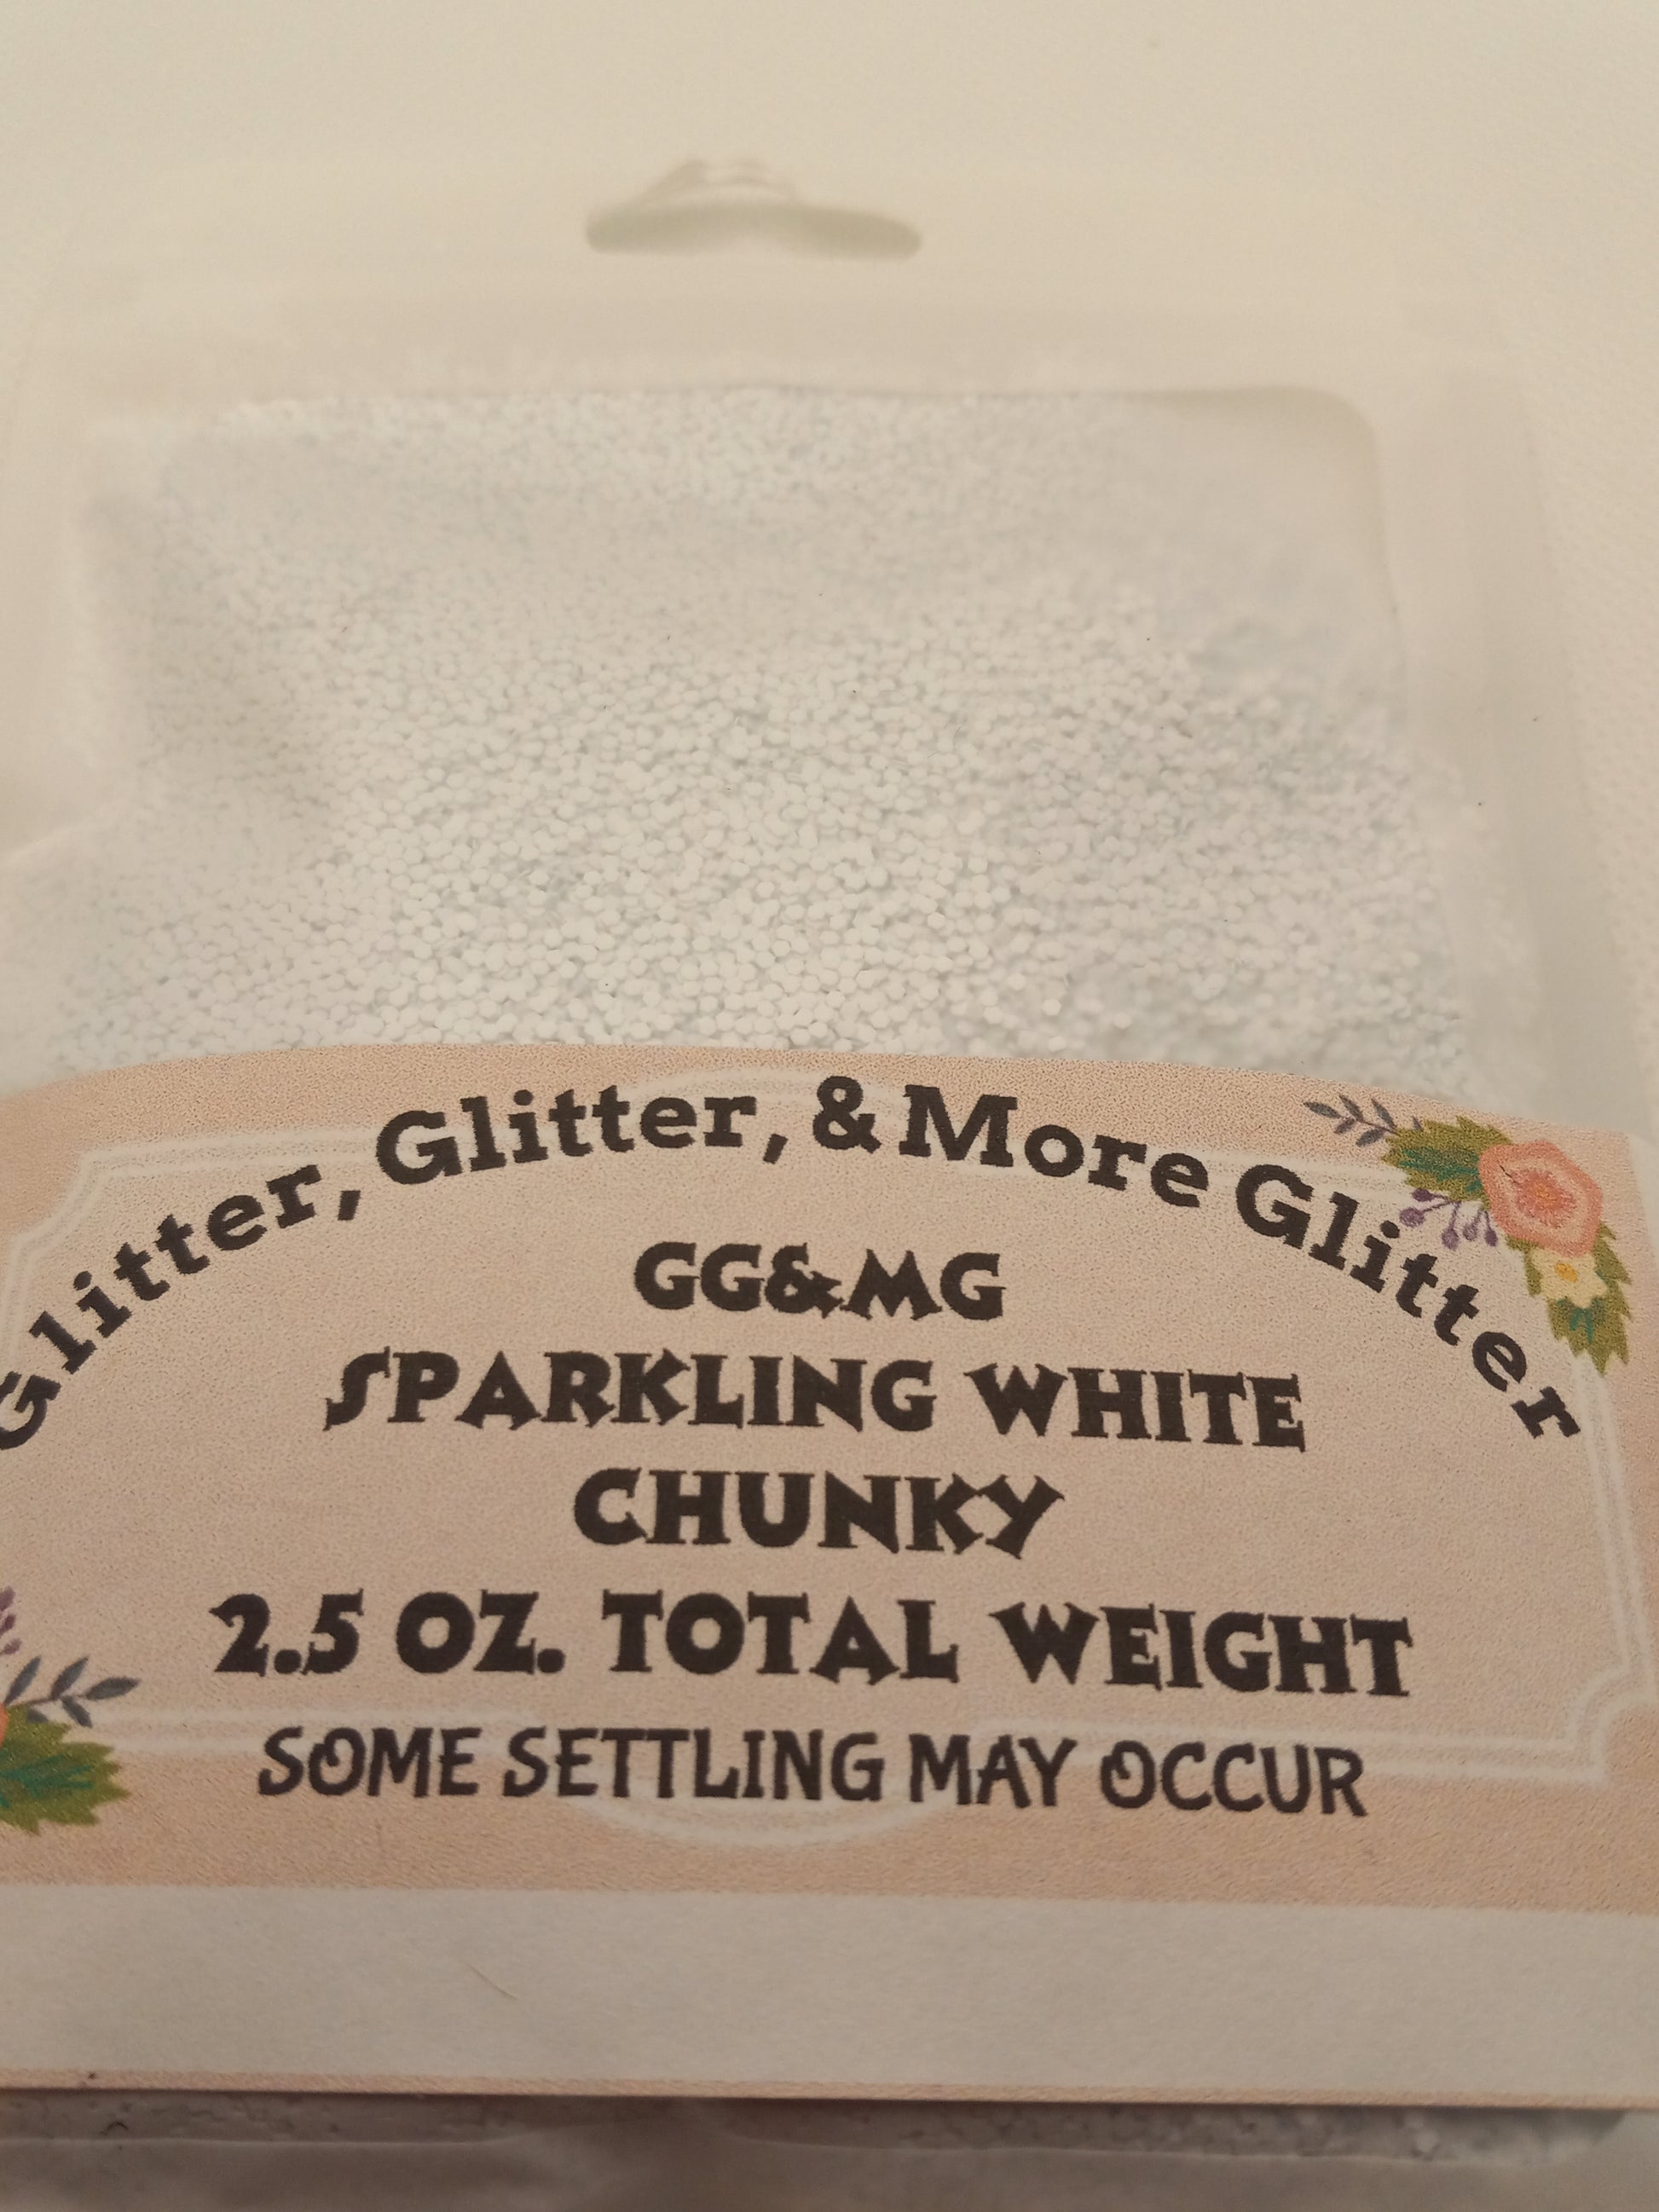 Glitter, Glitter, & More Glitter
GG&MG
SPARKLING WHITE
CHUNKY
2.5 OZ. TOTAL WEIGHT
SOME SETTLING MAY OCCUR